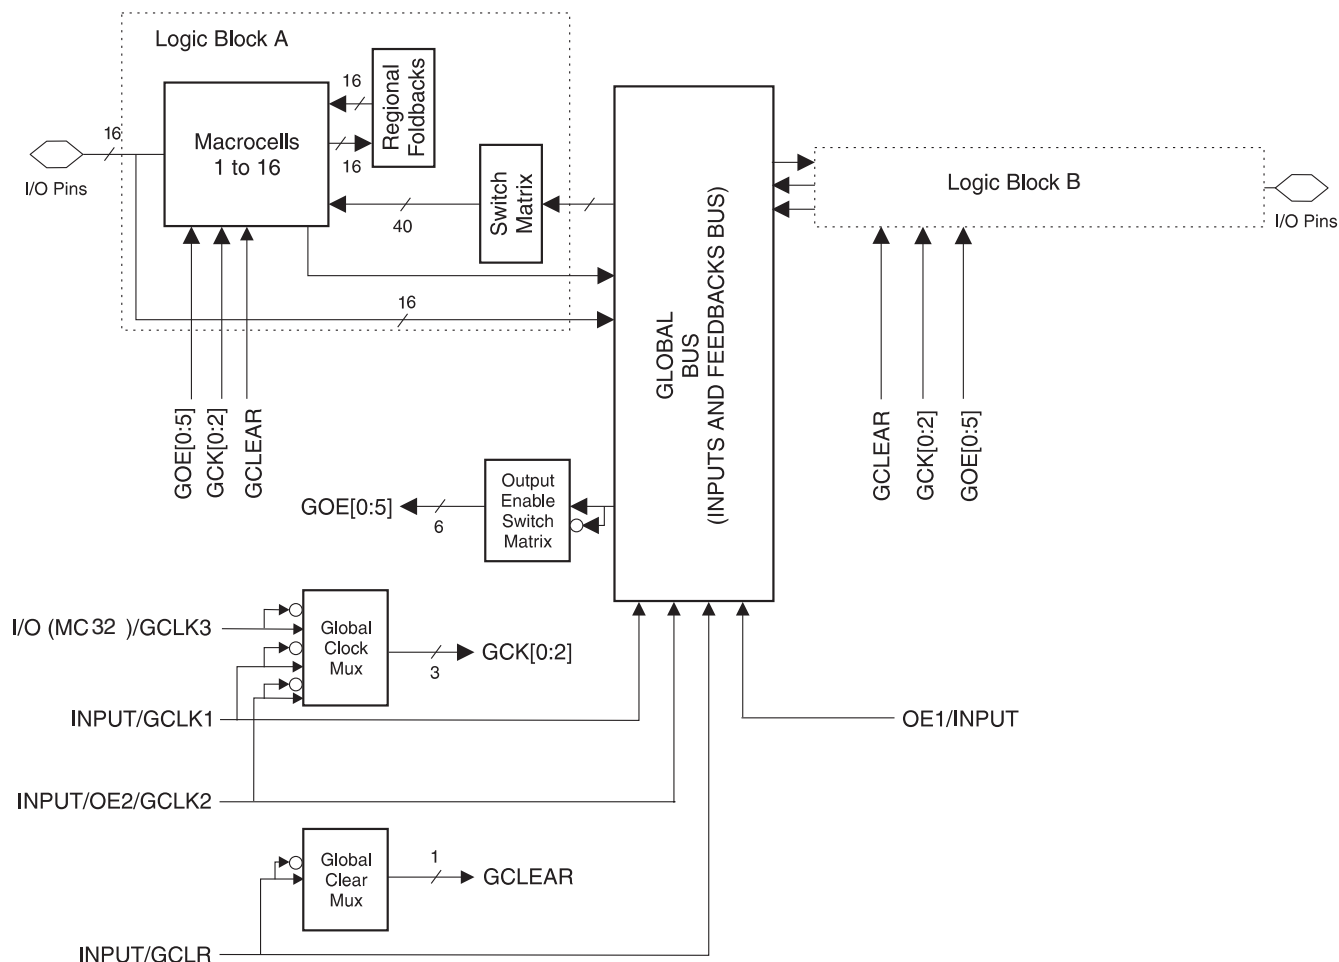 Logic Block A
16
Regional
Foldbacks
16
Macrocells
1 to 16
16
I/O Pins
40
Switch
Matrix
16
GOE[0:5]
GCK[0:2]
GCLEAR
GLOBAL
BUS
(INPUTS AND FEEDBACKS BUS)
Logic Block B
I/O Pins
GCLEAR
GCK[0:2]
GOE[0:5]
GOE[0:5]
6
Output
Enable
Switch
Matrix
I/O (MC 32 )/GCLK3
Global
Clock
Mux
3
GCK[0:2]
INPUT/GCLK1
OE1/INPUT
INPUT/OE2/GCLK2
Global
Clear
Mux
1
GCLEAR
INPUT/GCLR